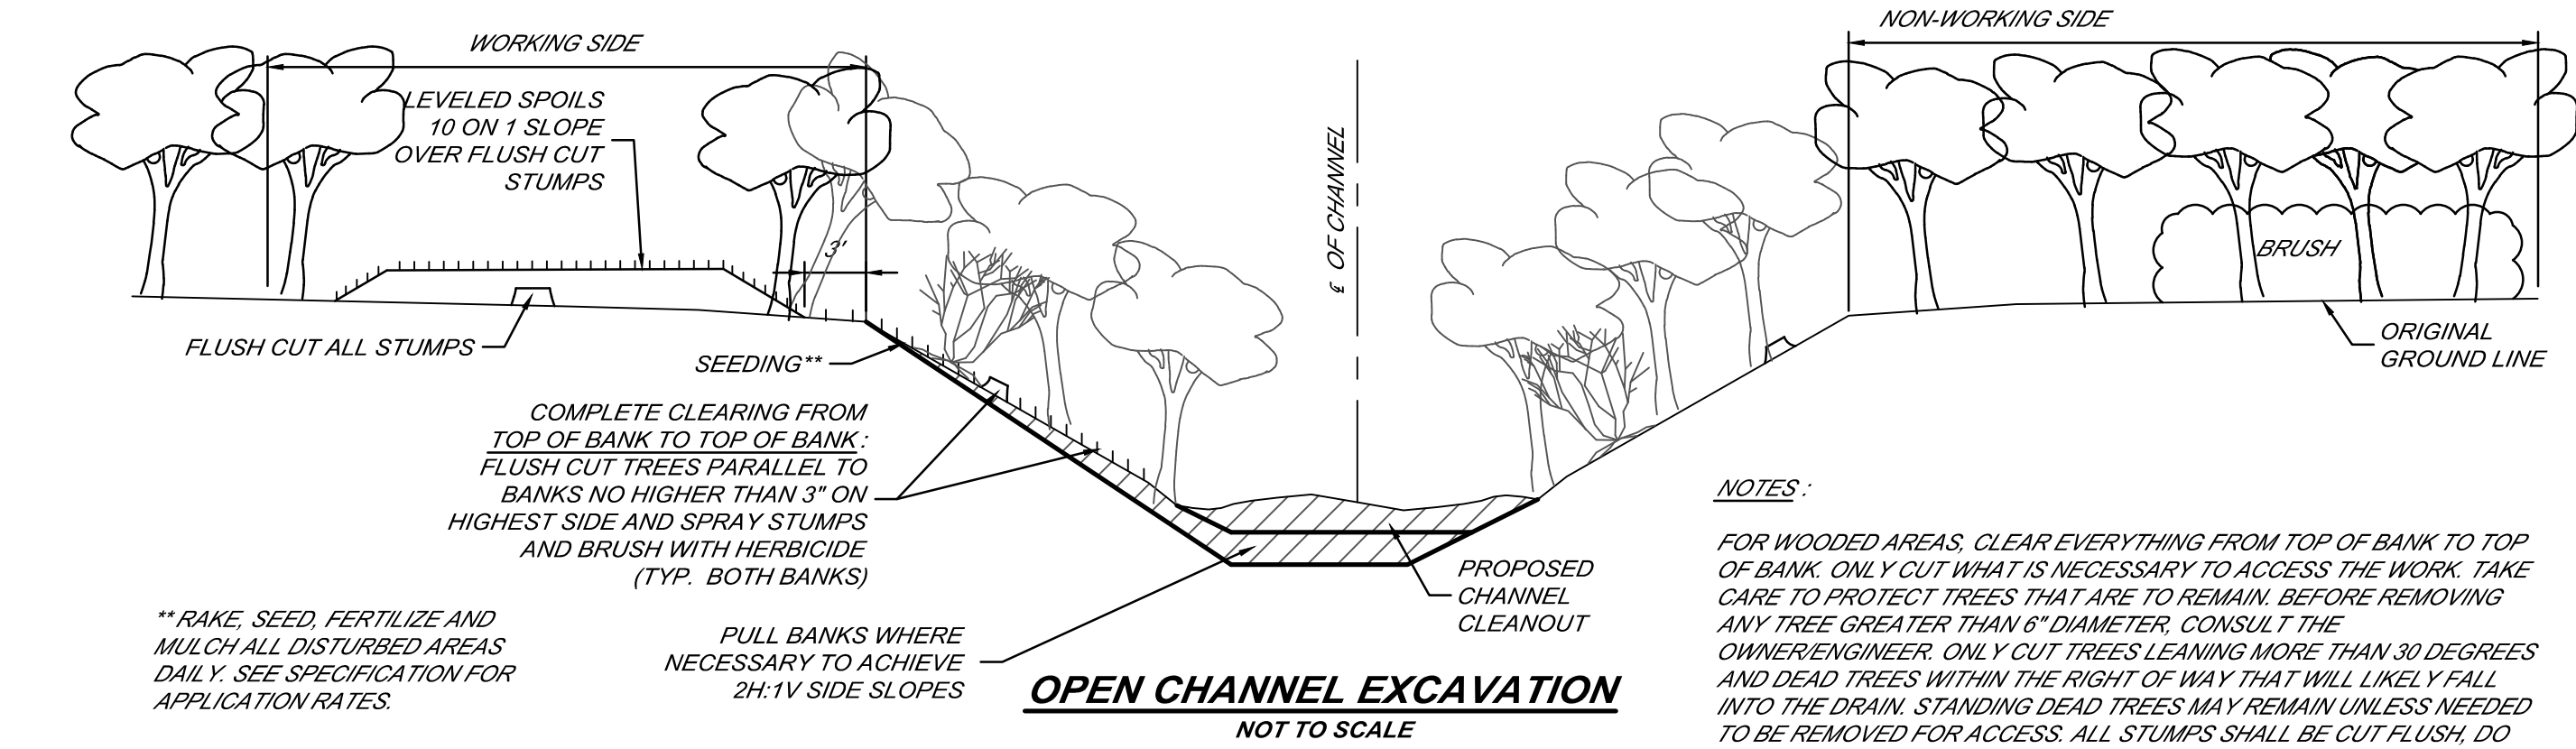 WORKING SIDE
NON-WORKING SIDE
LEVELED SPOILS
10 ON 1 SLOPE
OVER FLUSH CUT
STUMPS
3'
℄ OF CHANNEL
BRUSH
FLUSH CUT ALL STUMPS
SEEDING**
ORIGINAL
GROUND LINE
COMPLETE CLEARING FROM
TOP OF BANK TO TOP OF BANK :
FLUSH CUT TREES PARALLEL TO
BANKS NO HIGHER THAN 3" ON
HIGHEST SIDE AND SPRAY STUMPS
AND BRUSH WITH HERBICIDE
(TYP. BOTH BANKS)
** RAKE, SEED, FERTILIZE AND
MULCH ALL DISTURBED AREAS
DAILY. SEE SPECIFICATION FOR
APPLICATION RATES.
PULL BANKS WHERE
NECESSARY TO ACHIEVE
2H:1V SIDE SLOPES
PROPOSED
CHANNEL
CLEANOUT
OPEN CHANNEL EXCAVATION
NOT TO SCALE
NOTES :
FOR WOODED AREAS, CLEAR EVERYTHING FROM TOP OF BANK TO TOP
OF BANK. ONLY CUT WHAT IS NECESSARY TO ACCESS THE WORK. TAKE
CARE TO PROTECT TREES THAT ARE TO REMAIN. BEFORE REMOVING
ANY TREE GREATER THAN 6" DIAMETER, CONSULT THE
OWNER/ENGINEER. ONLY CUT TREES LEANING MORE THAN 30 DEGREES
AND DEAD TREES WITHIN THE RIGHT OF WAY THAT WILL LIKELY FALL
INTO THE DRAIN. STANDING DEAD TREES MAY REMAIN UNLESS NEEDED
TO BE REMOVED FOR ACCESS. ALL STUMPS SHALL BE CUT FLUSH, DO